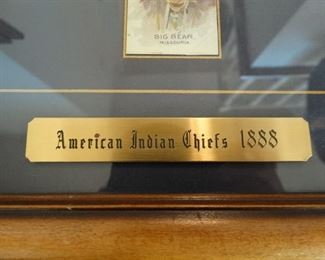 BIG BEAR
MISSOURIA
American Indian Chiefs 1888